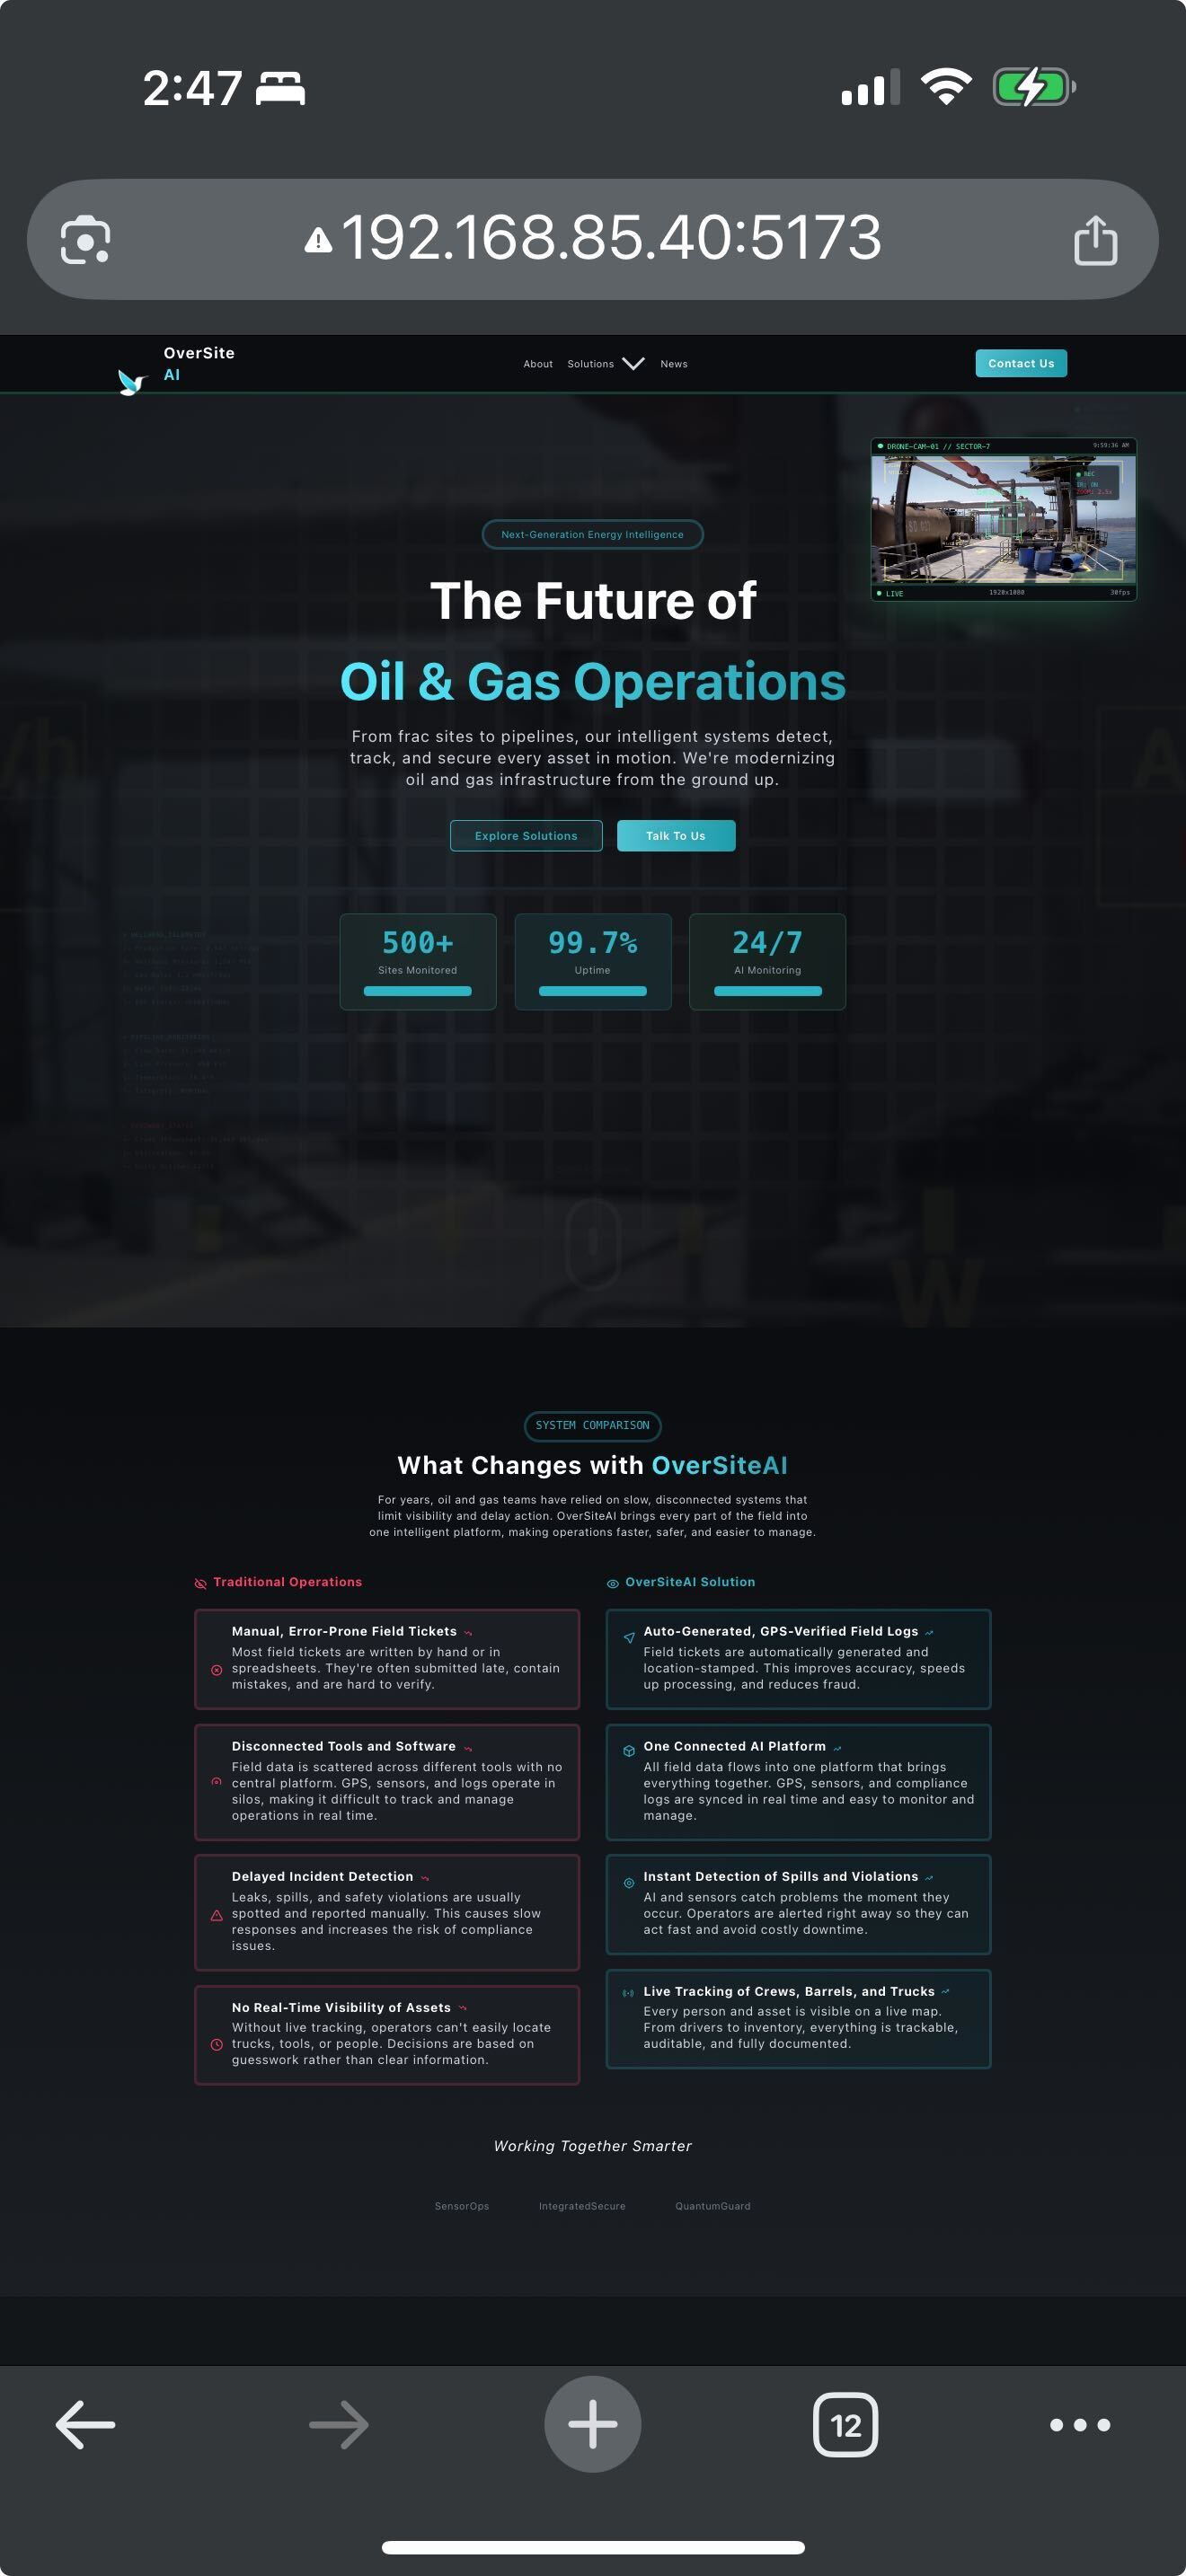 2:47
192.168.85.40:5173
OverSite
AI
About Solutions News
Contact Us
DRONE-CAM-01 // SECTOR-7 9:59:36 AM
REC
LIVE 1920x1080 30fps
Next-Generation Energy Intelligence
The Future of
Oil & Gas Operations
From frac sites to pipelines, our intelligent systems detect,
track, and secure every asset in motion. We're modernizing
oil and gas infrastructure from the ground up.
Explore Solutions Talk To Us
500+ 99.7% 24/7
Sites Monitored Uptime AI Monitoring
A
W
SYSTEM COMPARISON
What Changes with OverSiteAI
For years, oil and gas teams have relied on slow, disconnected systems that
limit visibility and delay action. OverSiteAI brings every part of the field into
one intelligent platform, making operations faster, safer, and easier to manage.
Traditional Operations
Manual, Error-Prone Field Tickets
Most field tickets are written by hand or in
spreadsheets. They're often submitted late, contain
mistakes, and are hard to verify.
Disconnected Tools and Software
Field data is scattered across different tools with no
central platform. GPS, sensors, and logs operate in
silos, making it difficult to track and manage
operations in real time.
Delayed Incident Detection
Leaks, spills, and safety violations are usually
spotted and reported manually. This causes slow
responses and increases the risk of compliance
issues.
No Real-Time Visibility of Assets
Without live tracking, operators can't easily locate
trucks, tools, or people. Decisions are based on
guesswork rather than clear information.
OverSiteAI Solution
Auto-Generated, GPS-Verified Field Logs
Field tickets are automatically generated and
location-stamped. This improves accuracy, speeds
up processing, and reduces fraud.
One Connected AI Platform
All field data flows into one platform that brings
everything together. GPS, sensors, and compliance
logs are synced in real time and easy to monitor and
manage.
Instant Detection of Spills and Violations
AI and sensors catch problems the moment they
occur. Operators are alerted right away so they can
act fast and avoid costly downtime.
Live Tracking of Crews, Barrels, and Trucks
Every person and asset is visible on a live map.
From drivers to inventory, everything is trackable,
auditable, and fully documented.
Working Together Smarter
SensorOps IntegratedSecure QuantumGuard
12